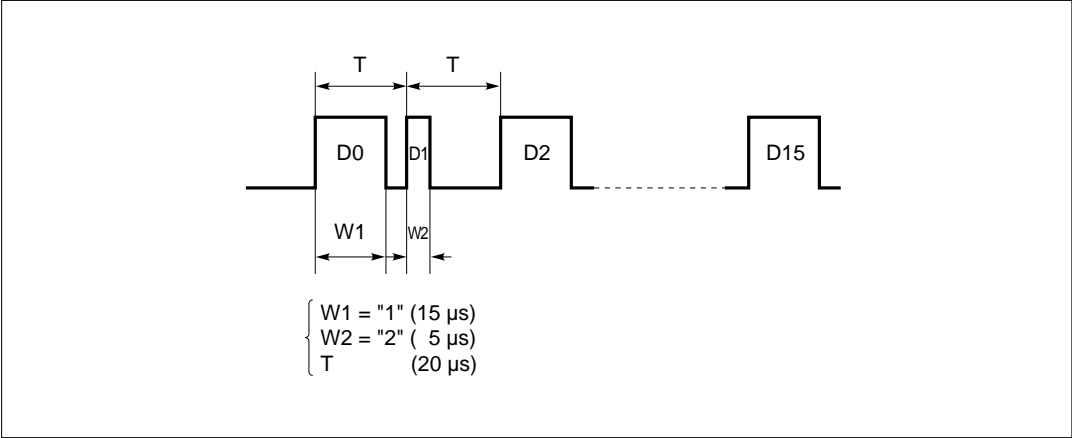 T T
D0 D1 D2 D15
W1 W2
W1 = "1" (15 µs)
W2 = "2" ( 5 µs)
T (20 µs)